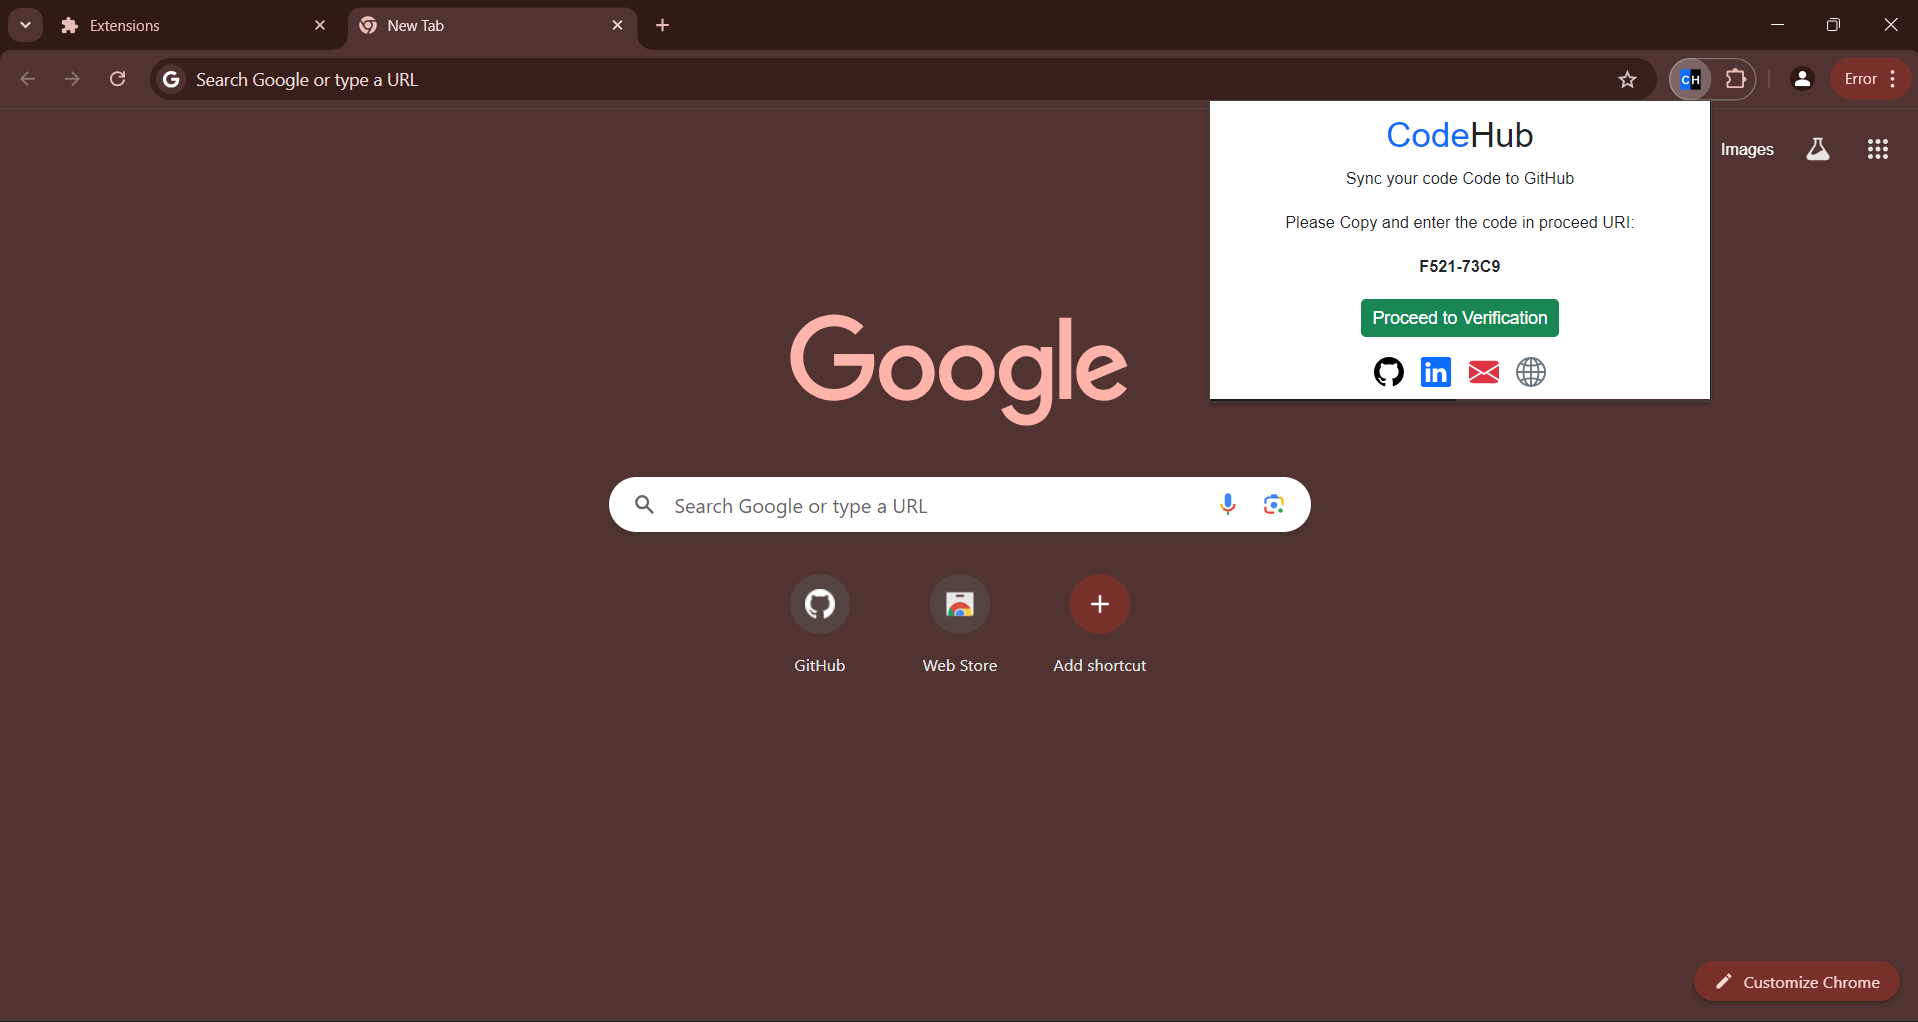 Extensions
New Tab
Search Google or type a URL
CH
Error
CodeHub
Sync your code Code to GitHub
Please Copy and enter the code in proceed URI:
F521-73C9
Proceed to Verification
in
Images
Google
Search Google or type a URL
GitHub
Web Store
Add shortcut
Customize Chrome